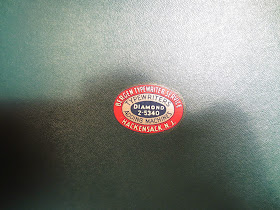 BERGEN TYPEWRITER SERVICE
TYPEWRITERS
DIAMOND
2-5340
ADDING MACHINES
HACKENSACK, N. J.